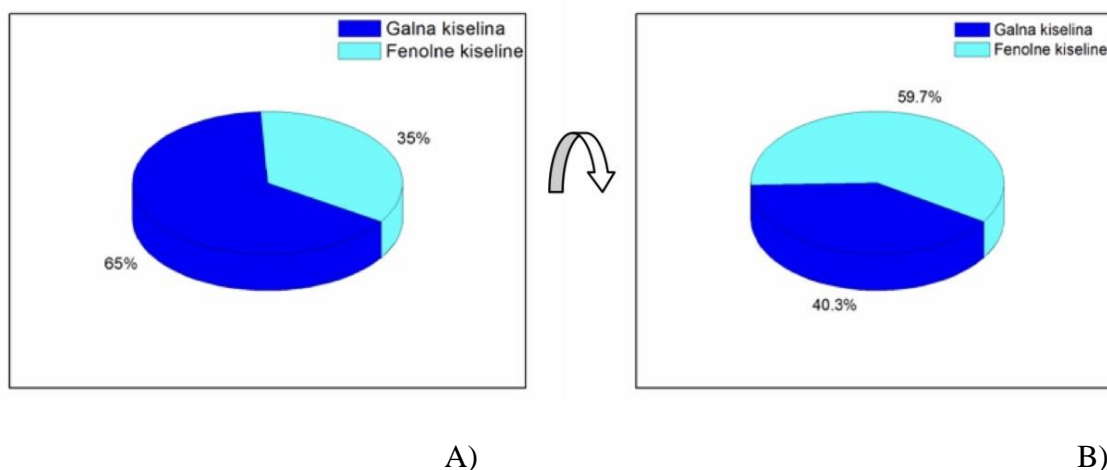 Galna kiselina
Fenolne kiseline
35%
65%
Galna kiselina
Fenolne kiseline
59.7%
40.3%
A)
B)